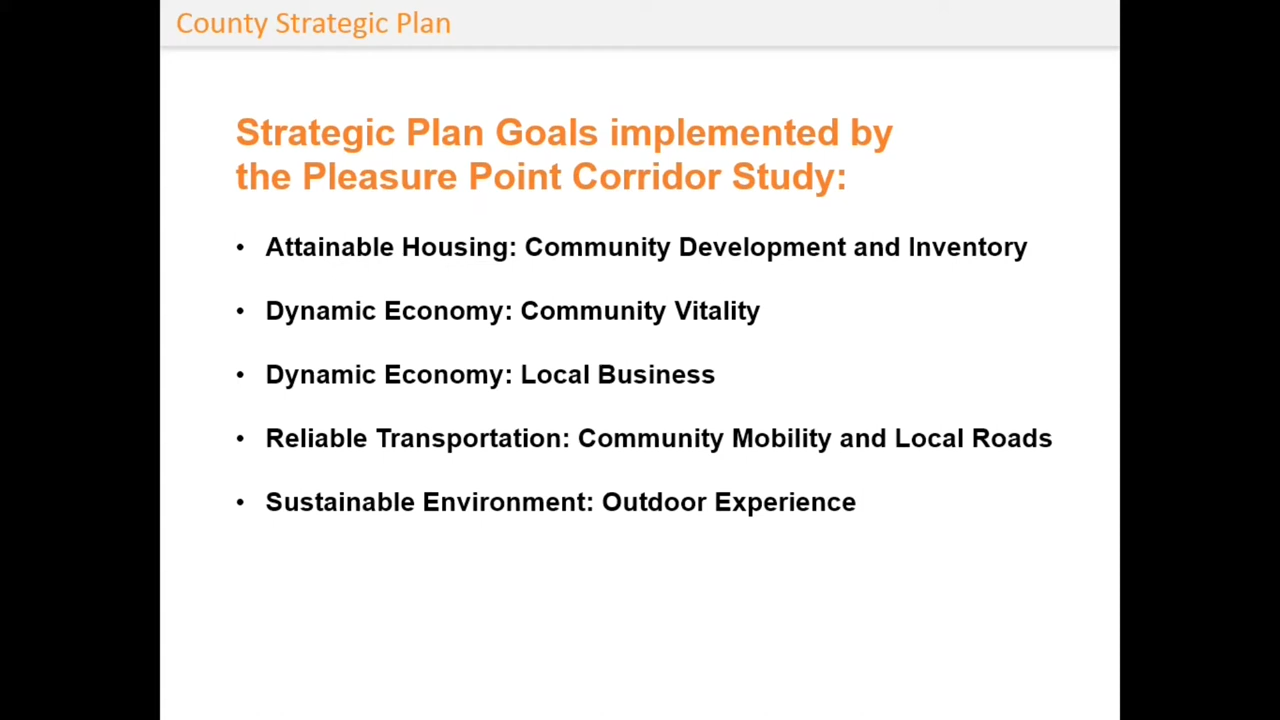 County Strategic Plan
Strategic Plan Goals implemented by
the Pleasure Point Corridor Study:
• Attainable Housing: Community Development and Inventory
• Dynamic Economy: Community Vitality
• Dynamic Economy: Local Business
• Reliable Transportation: Community Mobility and Local Roads
• Sustainable Environment: Outdoor Experience